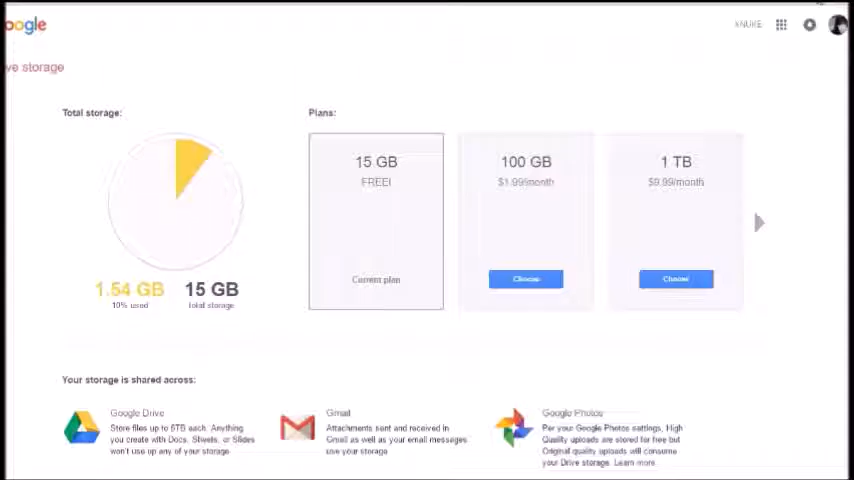 oogle
XNUKE
ve storage
Total storage:
Plans:
15 GB
FREE!
Current plan
100 GB
$1.99/month
Choose
1 TB
$9.99/month
Choose
1.54 GB
10% used
15 GB
total storage
Your storage is shared across:
Google Drive
Store files up to 5TB each. Anything
you create with Docs, Sheets, or Slides
won't use up any of your storage.
Gmail
Attachments sent and received in
Gmail as well as your email messages
use your storage
Google Photos
Per your Google Photos settings, High
Quality uploads are stored for free but
Original quality uploads will consume
your Drive storage. Learn more.